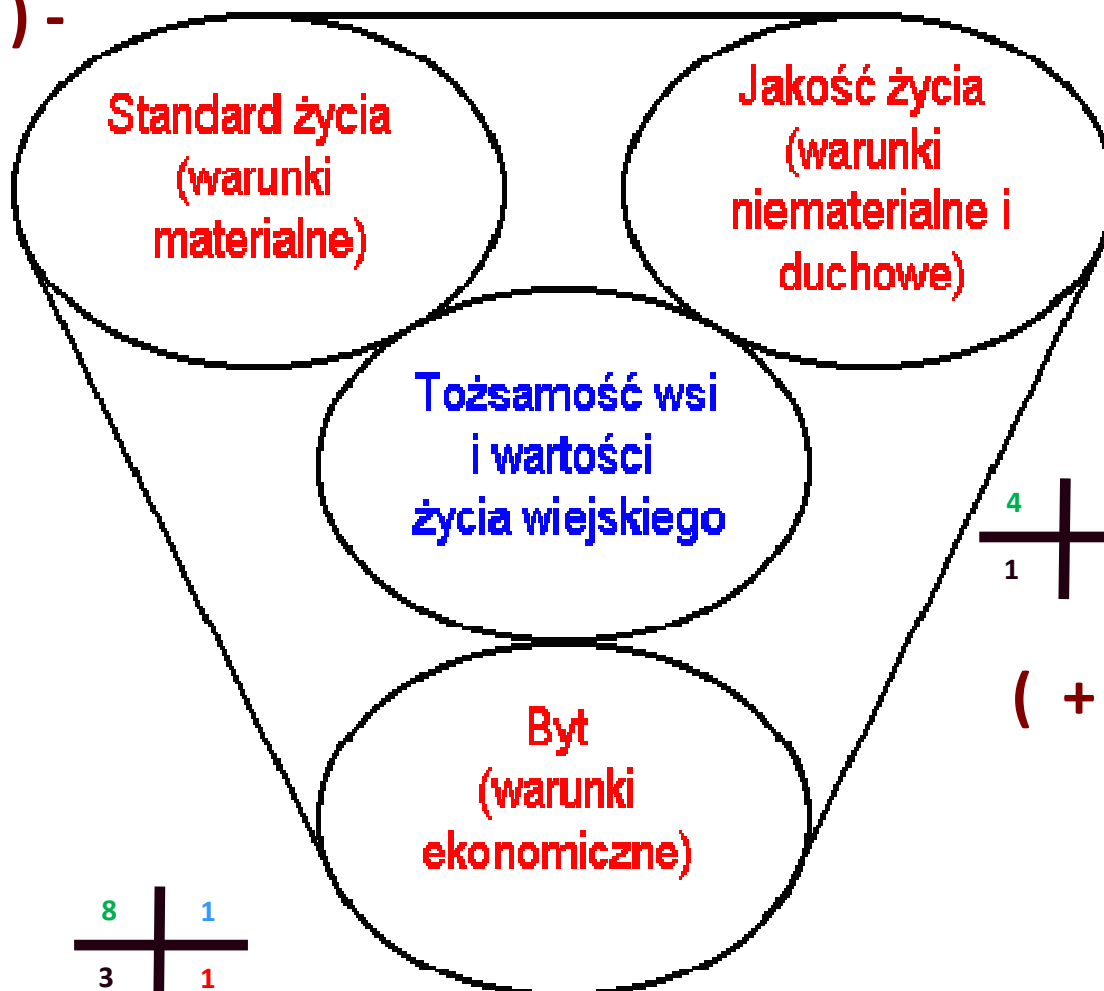 ) -
Standard życia
(warunki
materialne)
Jakość życia
(warunki
niematerialne i
duchowe)
Tożsamość wsi
i wartości
życia wiejskiego
4
1
( +
Byt
(warunki
ekonomiczne)
8 1
3 1